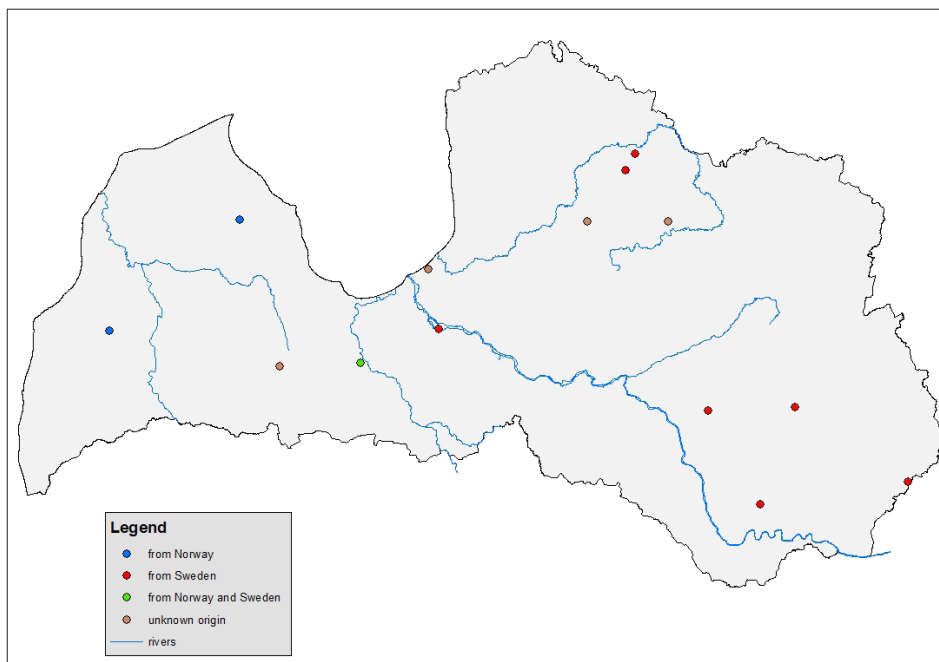 Legend
from Norway
from Sweden
from Norway and Sweden
unknown origin
rivers